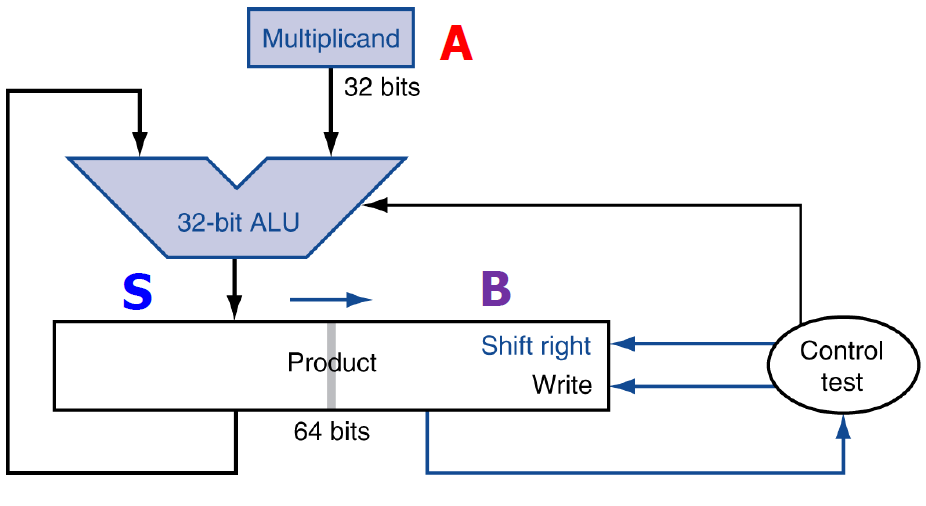 Multiplicand
A
32 bits
32-bit ALU
S
B
Product
Shift right
Write
64 bits
Control
test